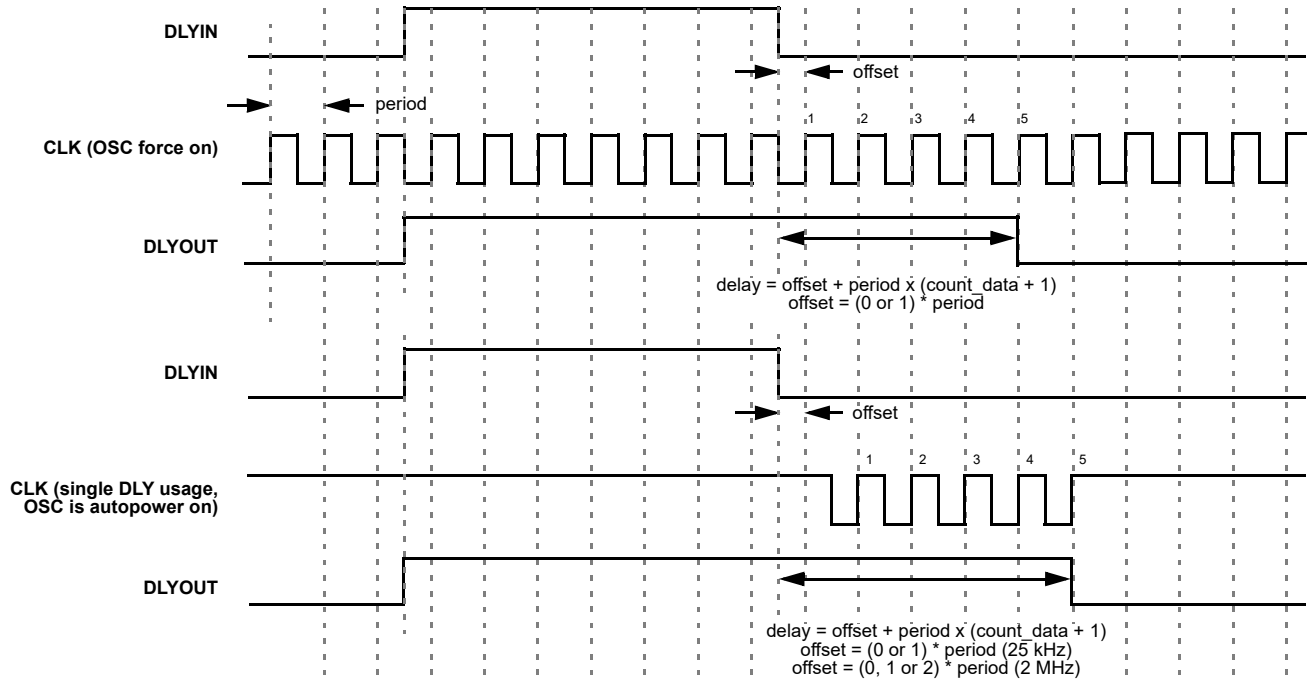 DLYIN
offset
period
1 2 3 4 5
CLK (OSC force on)
DLYOUT
delay = offset + period x (count_data + 1)
offset = (0 or 1) * period
DLYIN
offset
1 2 3 4 5
CLK (single DLY usage,
OSC is autopower on)
DLYOUT
delay = offset + period x (count_data + 1)
offset = (0 or 1) * period (25 kHz)
offset = (0, 1 or 2) * period (2 MHz)